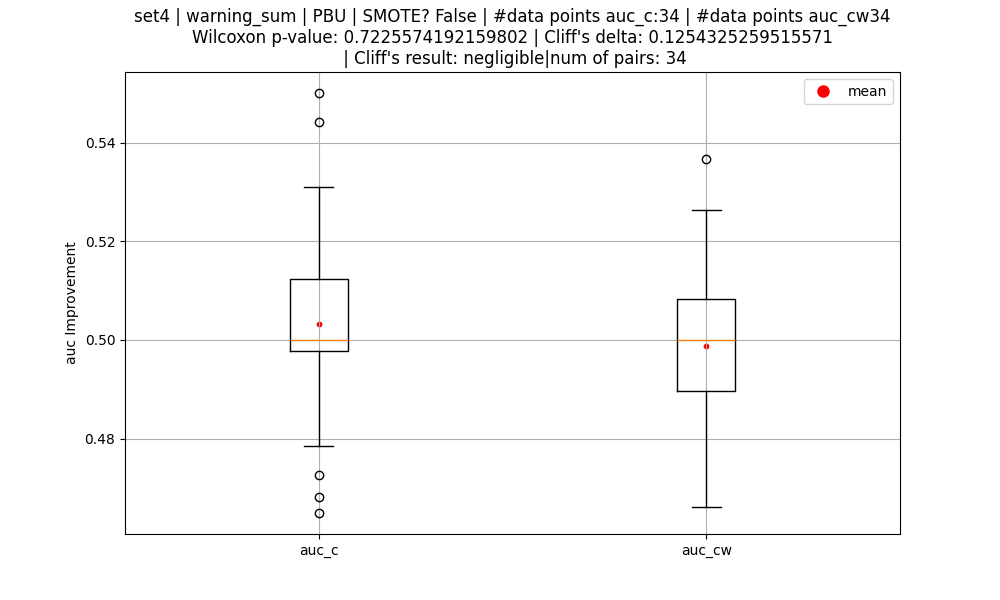 set4 | warning_sum | PBU | SMOTE? False | #data points auc_c:34 | #data points auc_cw34
Wilcoxon p-value: 0.7225574192159802 | Cliff's delta: 0.1254325259515571
| Cliff's result: negligible|num of pairs: 34
mean
0.54
0.52
0.50
0.48
auc Improvement
auc_c
auc_cw